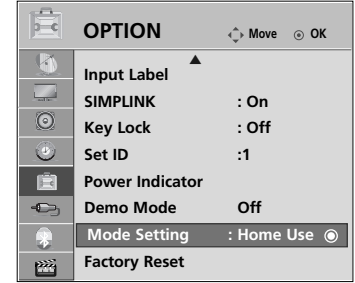 OPTION Move OK
Input Label
SIMPLINK : On
Key Lock : Off
Set ID :1
Power Indicator
Demo Mode Off
Mode Setting : Home Use
Factory Reset